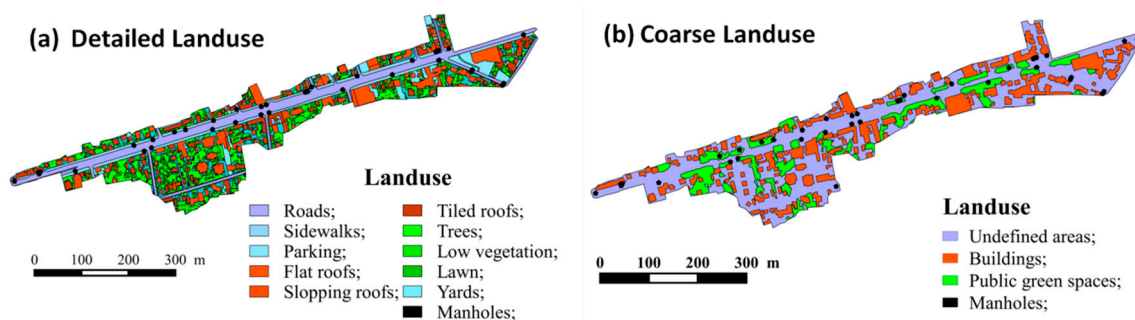 (a) Detailed Landuse
Landuse
Roads;
Sidewalks;
Parking;
Flat roofs;
Slopping roofs;
Tiled roofs;
Trees;
Low vegetation;
Lawn;
Yards;
Manholes;
0 100 200 300 m
(b) Coarse Landuse
Landuse
Undefined areas;
Buildings;
Public green spaces;
Manholes;
0 100 200 300 m